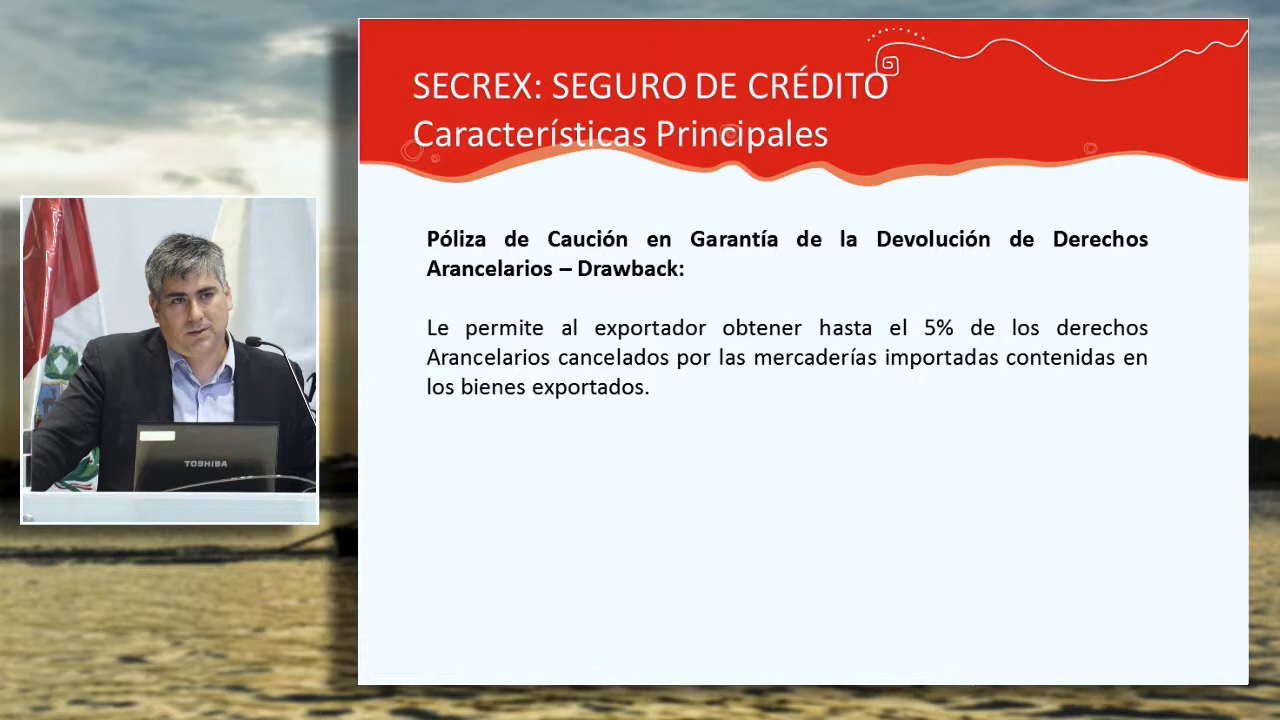 SECREX: SEGURO DE CRÉDITO
Características Principales
Póliza de Caución en Garantía de la Devolución de Derechos
Arancelarios – Drawback:
Le permite al exportador obtener hasta el 5% de los derechos
Arancelarios cancelados por las mercaderías importadas contenidas en
los bienes exportados.
TOSHIBA